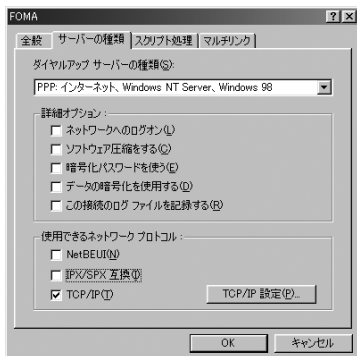 FOMA
全般
サーバーの種類
スクリプト処理
マルチリンク
ダイヤルアップ サーバーの種類(S):
PPP: インターネット、Windows NT Server、Windows 98
詳細オプション:
ネットワークへのログオン(L)
ソフトウェア圧縮をする(C)
暗号化パスワードを使う(E)
データの暗号化を使用する(D)
この接続のログ ファイルを記録する(R)
使用できるネットワーク プロトコル:
NetBEUI(N)
IPX/SPX 互換(I)
TCP/IP(T)
TCP/IP 設定(P)...
OK
キャンセル